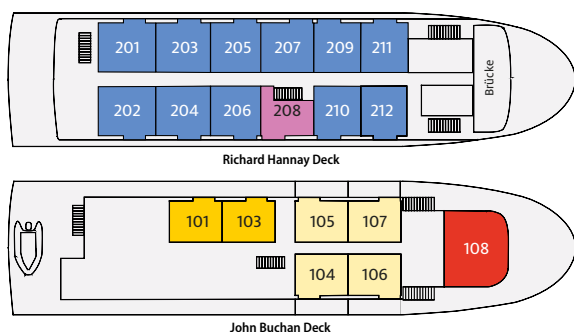 201 203 205 207 209 211
Brücke
202 204 206 208 210 212
Richard Hannay Deck
101 103 105 107
108
104 106
John Buchan Deck